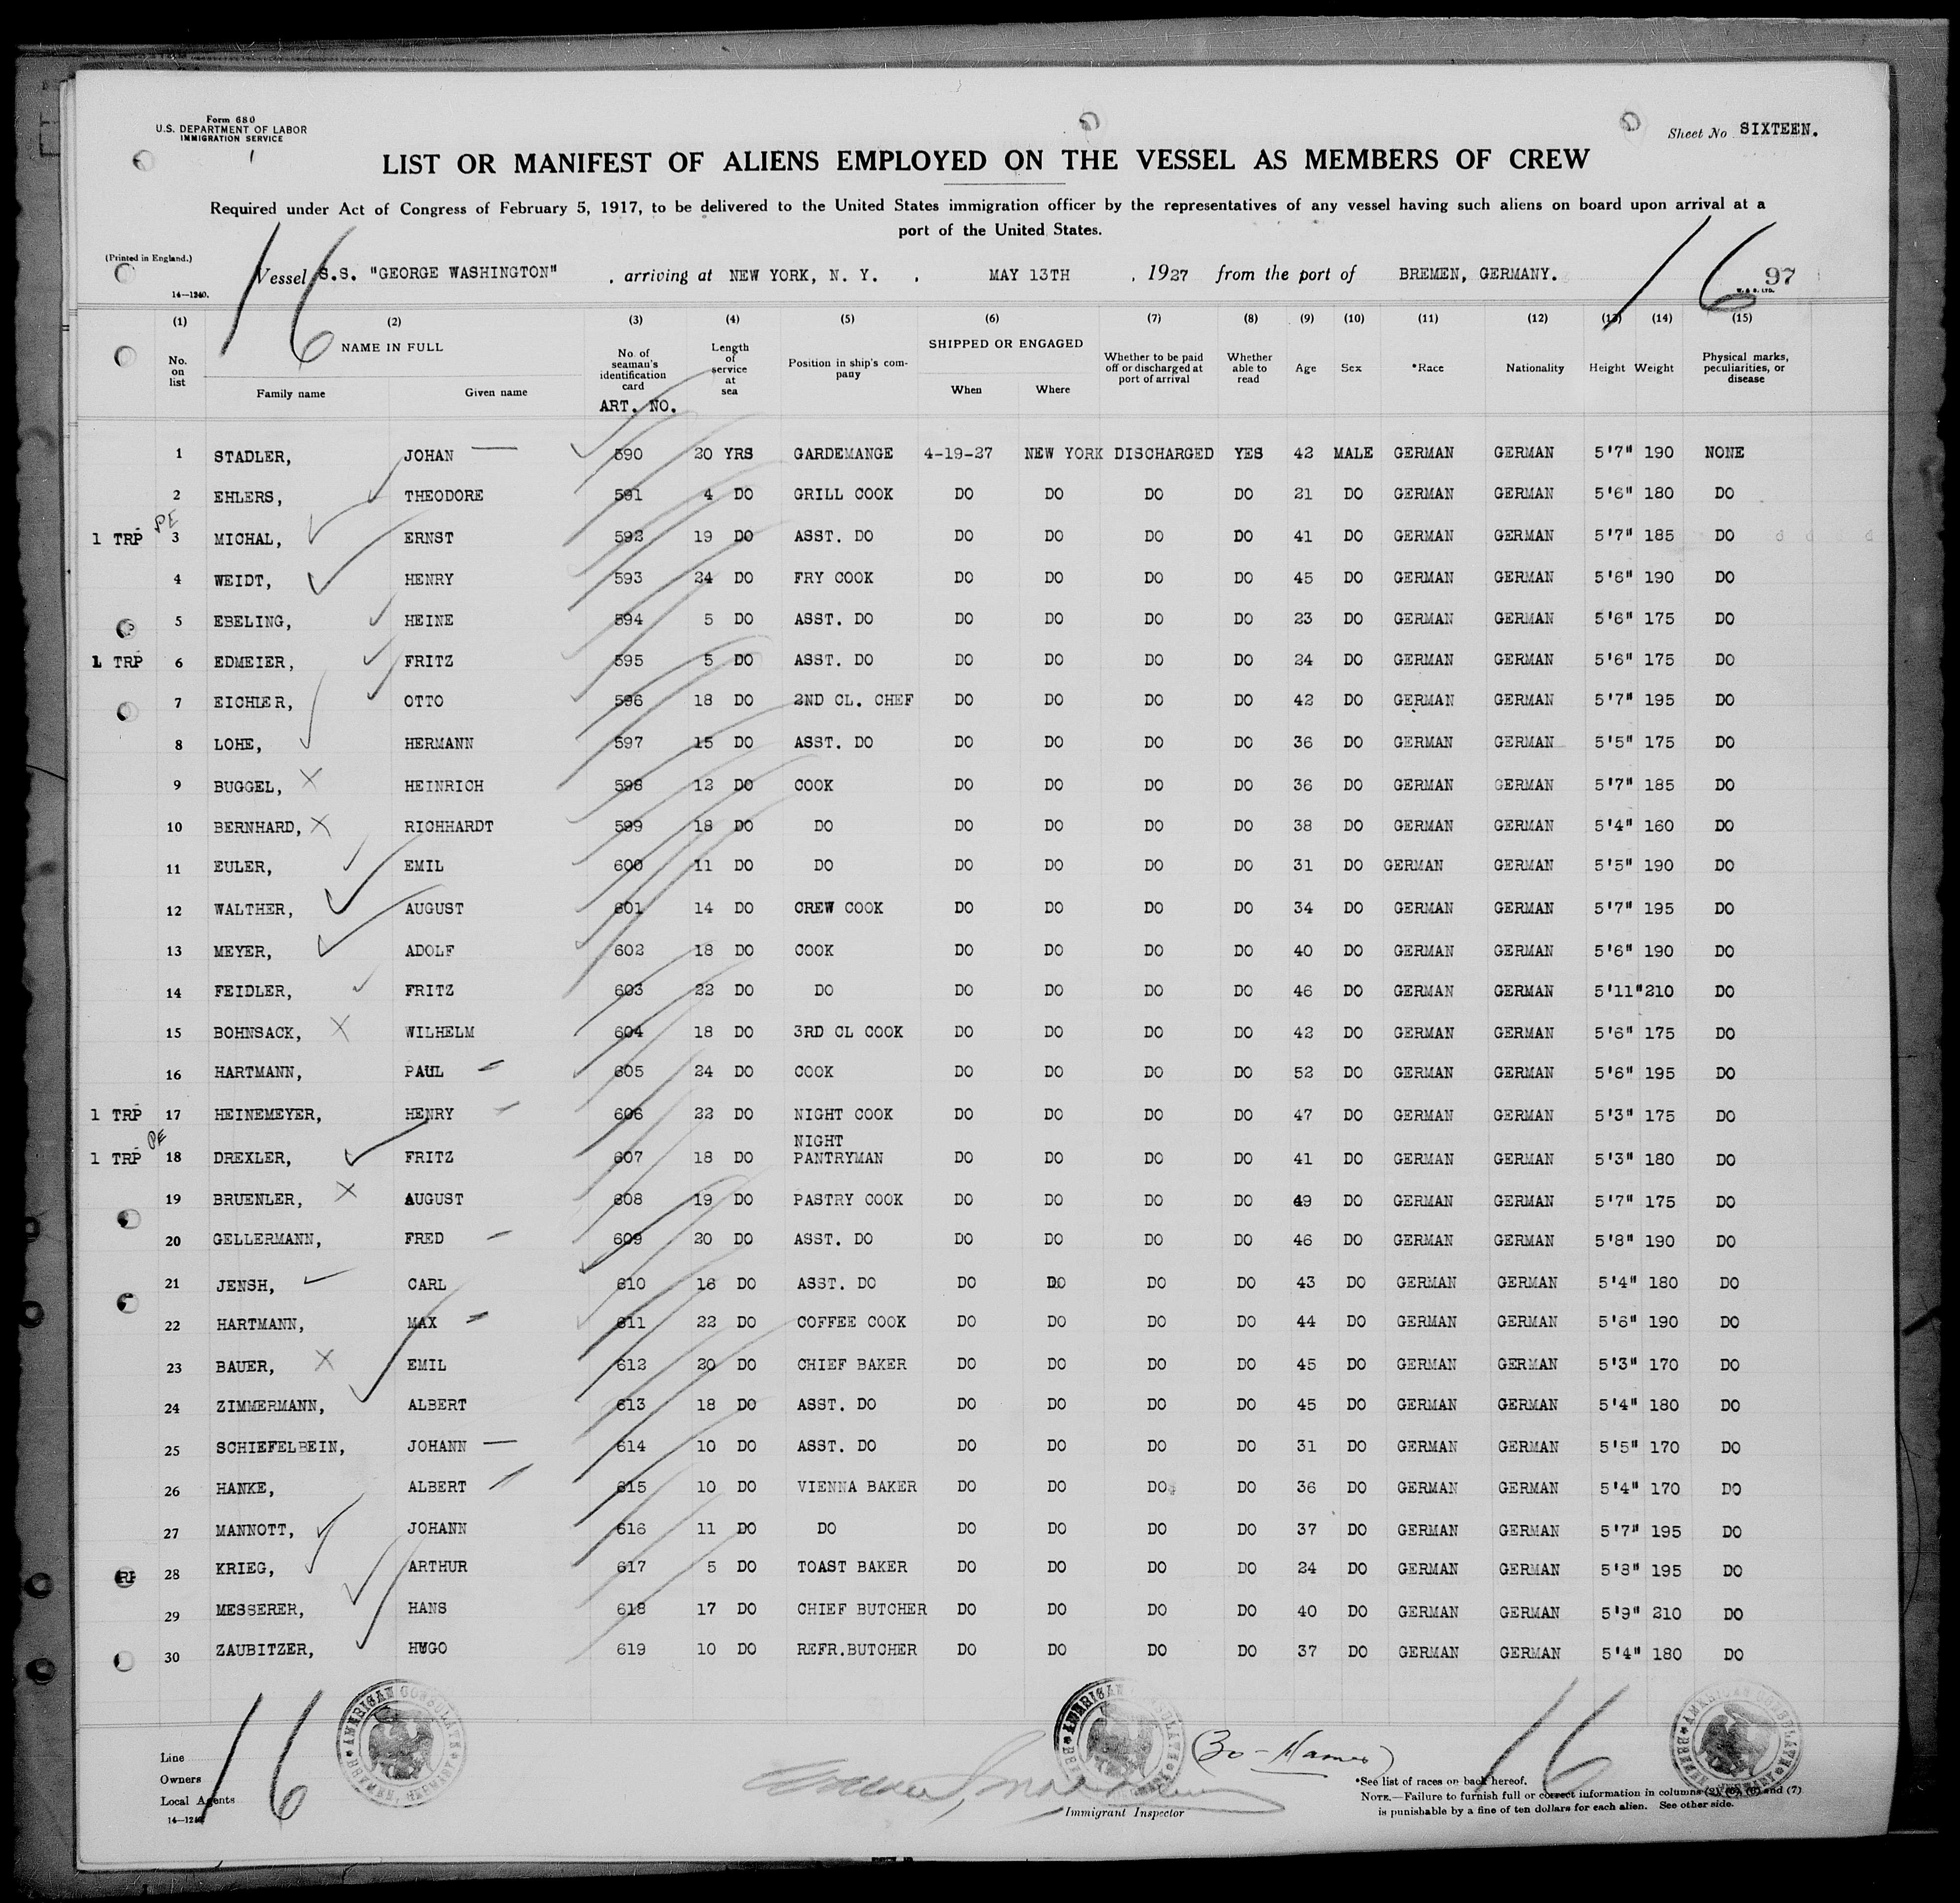 Form 680
U.S. DEPARTMENT OF LABOR
IMMIGRATION SERVICE
Sheet No SIXTEEN.
LIST OR MANIFEST OF ALIENS EMPLOYED ON THE VESSEL AS MEMBERS OF CREW
Required under Act of Congress of February 5, 1917, to be delivered to the United States immigration officer by the representatives of any vessel having such aliens on board upon arrival at a
port of the United States.
(Printed in England.)
16 16
Vessel S.S. "GEORGE WASHINGTON" , arriving at NEW YORK, N. Y. , MAY 13TH , 1927 from the port of BREMEN, GERMANY. 97
14—1240. W. & S. LTD.
(1) (2) (3) (4) (5) (6) (7) (8) (9) (10) (11) (12) (13) (14) (15)
No. on list NAME IN FULL Family name Given name No. of seaman's identification card ART. NO. Length of service at sea Position in ship's company SHIPPED OR ENGAGED When Where Whether to be paid off or discharged at port of arrival Whether able to read Age Sex *Race Nationality Height Weight Physical marks, peculiarities, or disease
1 STADLER, JOHAN 590 20 YRS GARDEMANGE 4-19-27 NEW YORK DISCHARGED YES 42 MALE GERMAN GERMAN 5'7" 190 NONE
2 EHLERS, THEODORE 591 4 DO GRILL COOK DO DO DO DO 21 DO GERMAN GERMAN 5'6" 180 DO
1 TRP PE 3 MICHAL, ERNST 592 19 DO ASST. DO DO DO DO DO 41 DO GERMAN GERMAN 5'7" 185 DO
4 WEIDT, HENRY 593 24 DO FRY COOK DO DO DO DO 45 DO GERMAN GERMAN 5'6" 190 DO
5 EBELING, HEINE 594 5 DO ASST. DO DO DO DO DO 23 DO GERMAN GERMAN 5'6" 175 DO
1 TRP 6 EDMEIER, FRITZ 595 5 DO ASST. DO DO DO DO DO 24 DO GERMAN GERMAN 5'6" 175 DO
7 EICHLER, OTTO 596 18 DO 2ND CL. CHEF DO DO DO DO 42 DO GERMAN GERMAN 5'7" 195 DO
8 LOHE, HERMANN 597 15 DO ASST. DO DO DO DO DO 36 DO GERMAN GERMAN 5'5" 175 DO
9 BUGGEL, HEINRICH 598 12 DO COOK DO DO DO DO 36 DO GERMAN GERMAN 5'7" 185 DO
10 BERNHARD, RICHHARDT 599 18 DO DO DO DO DO DO 38 DO GERMAN GERMAN 5'4" 160 DO
11 EULER, EMIL 600 11 DO DO DO DO DO DO 31 DO GERMAN GERMAN 5'5" 190 DO
12 WALTHER, AUGUST 601 14 DO CREW COOK DO DO DO DO 34 DO GERMAN GERMAN 5'7" 195 DO
13 MEYER, ADOLF 602 18 DO COOK DO DO DO DO 40 DO GERMAN GERMAN 5'6" 190 DO
14 FEIDLER, FRITZ 603 22 DO DO DO DO DO DO 46 DO GERMAN GERMAN 5'11" 210 DO
15 BOHNSACK, WILHELM 604 18 DO 3RD CL COOK DO DO DO DO 42 DO GERMAN GERMAN 5'6" 175 DO
16 HARTMANN, PAUL 605 24 DO COOK DO DO DO DO 52 DO GERMAN GERMAN 5'6" 195 DO
1 TRP 17 HEINEMEYER, HENRY 606 22 DO NIGHT COOK DO DO DO DO 47 DO GERMAN GERMAN 5'3" 175 DO
1 TRP PE 18 DREXLER, FRITZ 607 18 DO NIGHT PANTRYMAN DO DO DO DO 41 DO GERMAN GERMAN 5'3" 180 DO
19 BRUENLER, AUGUST 608 19 DO PASTRY COOK DO DO DO DO 49 DO GERMAN GERMAN 5'7" 175 DO
20 GELLERMANN, FRED 609 20 DO ASST. DO DO DO DO DO 46 DO GERMAN GERMAN 5'8" 190 DO
21 JENSH, CARL 610 16 DO ASST. DO DO DO DO DO 43 DO GERMAN GERMAN 5'4" 180 DO
22 HARTMANN, MAX 611 22 DO COFFEE COOK DO DO DO DO 44 DO GERMAN GERMAN 5'6" 190 DO
23 BAUER, EMIL 612 20 DO CHIEF BAKER DO DO DO DO 45 DO GERMAN GERMAN 5'3" 170 DO
24 ZIMMERMANN, ALBERT 613 18 DO ASST. DO DO DO DO DO 45 DO GERMAN GERMAN 5'4" 180 DO
25 SCHIEFELBEIN, JOHANN 614 10 DO ASST. DO DO DO DO DO 31 DO GERMAN GERMAN 5'5" 170 DO
26 HANKE, ALBERT 615 10 DO VIENNA BAKER DO DO DO DO 36 DO GERMAN GERMAN 5'4" 170 DO
27 MANNOTT, JOHANN 616 11 DO DO DO DO DO DO 37 DO GERMAN GERMAN 5'7" 195 DO
28 KRIEG, ARTHUR 617 5 DO TOAST BAKER DO DO DO DO 24 DO GERMAN GERMAN 5'8" 195 DO
29 MESSERER, HANS 618 17 DO CHIEF BUTCHER DO DO DO DO 40 DO GERMAN GERMAN 5'9" 210 DO
30 ZAUBITZER, HUGO 619 10 DO REFR.BUTCHER DO DO DO DO 37 DO GERMAN GERMAN 5'4" 180 DO
16 AMERICAN CONSULATE BREMEN, GERMANY AMERICAN CONSULATE (30 - Names) 16 AMERICAN CONSULATE
Line
Owners
Local Agents
14—1240
Immigrant Inspector
*See list of races on back hereof.
NOTE.—Failure to furnish full or correct information in columns (2), (6) and (7)
is punishable by a fine of ten dollars for each alien. See other side.